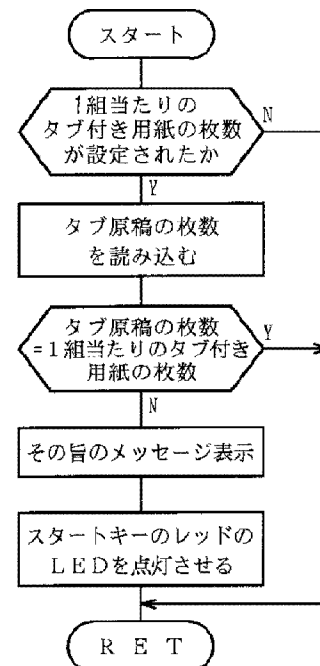 スタート
1組当たりの
タブ付き用紙の枚数
が設定されたか
N
Y
タブ原稿の枚数
を読み込む
タブ原稿の枚数
=1組当たりのタブ付き
用紙の枚数
Y
N
その旨のメッセージ表示
スタートキーのレッドの
LEDを点灯させる
RET